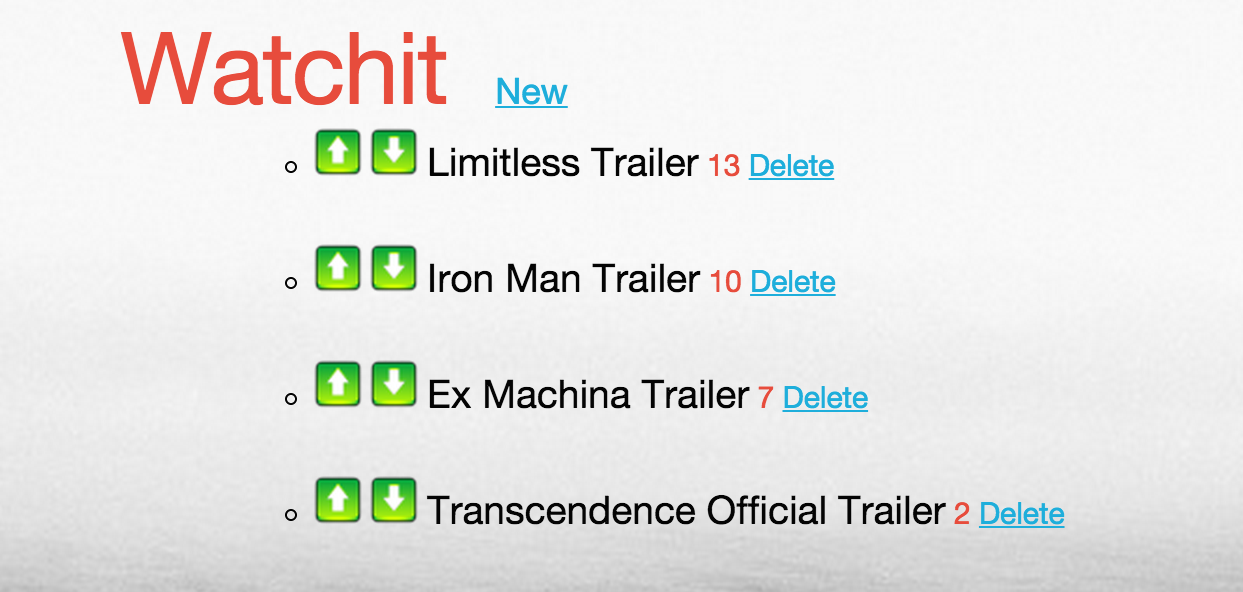 Watchit New
Limitless Trailer 13 Delete
Iron Man Trailer 10 Delete
Ex Machina Trailer 7 Delete
Transcendence Official Trailer 2 Delete